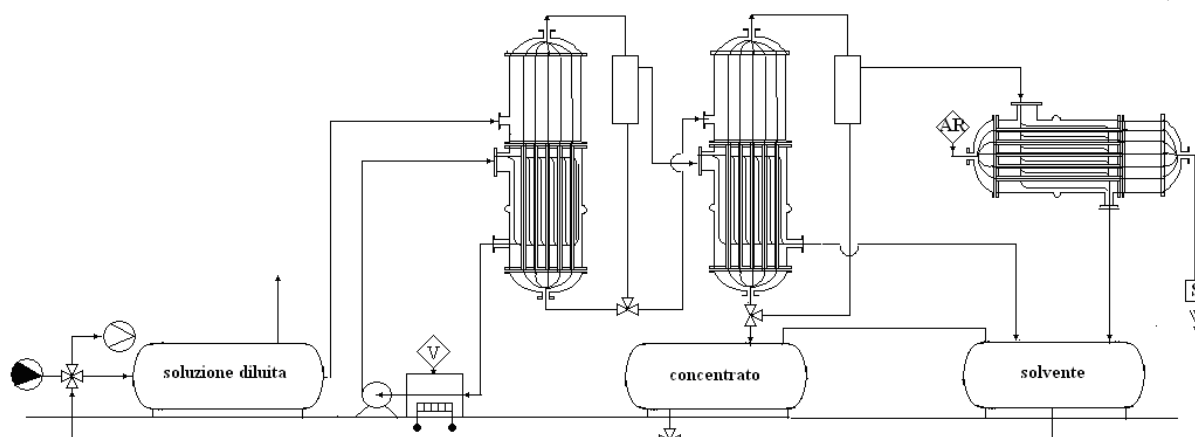 AR
V
S
soluzione diluita
concentrato
solvente